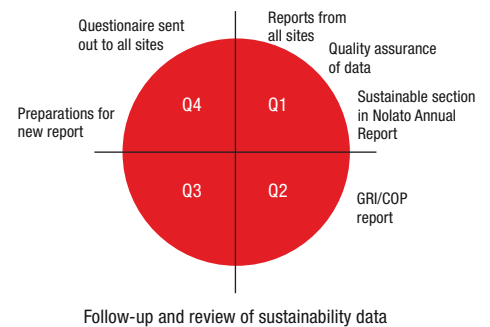 Questionaire sent
out to all sites
Reports from
all sites
Quality assurance
of data
Sustainable section
in Nolato Annual
Report
Preparations for
new report
Q4
Q1
Q3
Q2
GRI/COP
report
Follow-up and review of sustainability data